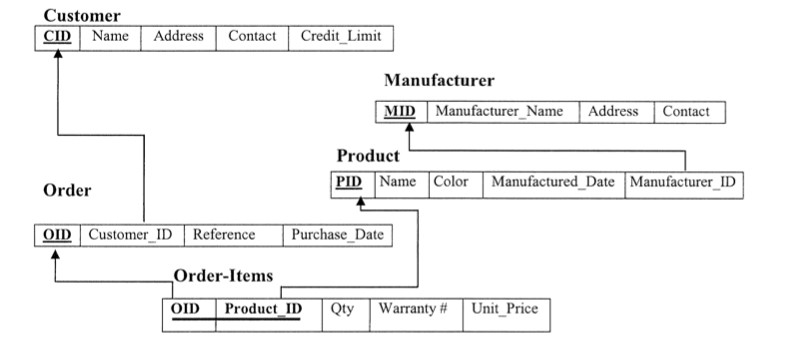 Customer
CID Name Address Contact Credit_Limit
Manufacturer
MID Manufacturer_Name Address Contact
Product
PID Name Color Manufactured_Date Manufacturer_ID
Order
OID Customer_ID Reference Purchase_Date
Order-Items
OID Product_ID Qty Warranty # Unit_Price